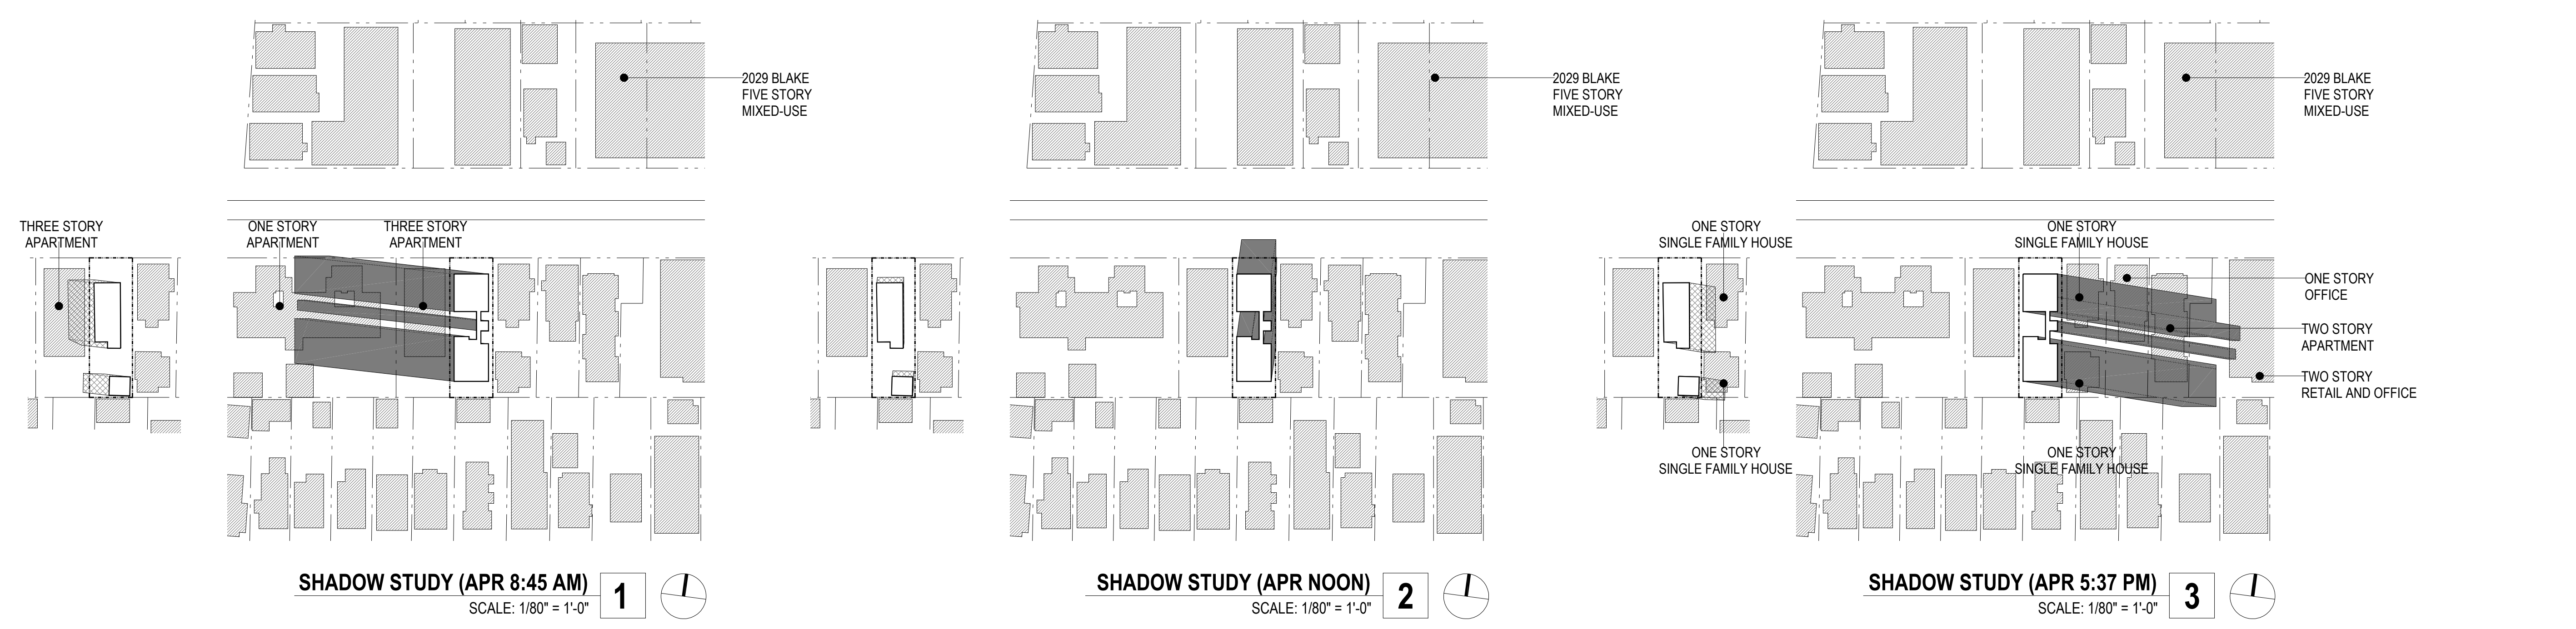 2029 BLAKE
FIVE STORY
MIXED-USE
2029 BLAKE
FIVE STORY
MIXED-USE
2029 BLAKE
FIVE STORY
MIXED-USE
THREE STORY
APARTMENT
ONE STORY
APARTMENT
THREE STORY
APARTMENT
ONE STORY
SINGLE FAMILY HOUSE
ONE STORY
SINGLE FAMILY HOUSE
ONE STORY
OFFICE
TWO STORY
APARTMENT
TWO STORY
RETAIL AND OFFICE
ONE STORY
SINGLE FAMILY HOUSE
ONE STORY
SINGLE FAMILY HOUSE
SHADOW STUDY (APR 8:45 AM)
SCALE: 1/80" = 1'-0"
1
SHADOW STUDY (APR NOON)
SCALE: 1/80" = 1'-0"
2
SHADOW STUDY (APR 5:37 PM)
SCALE: 1/80" = 1'-0"
3